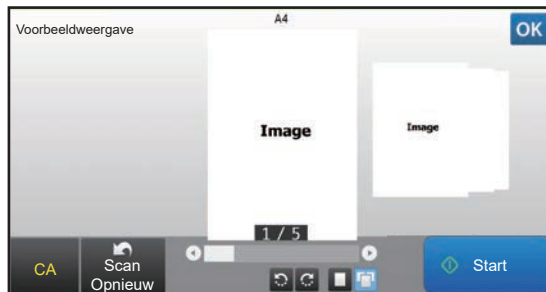 A4
Voorbeeldweergave
OK
Image
Image
1 / 5
CA
Scan
Opnieuw
Start